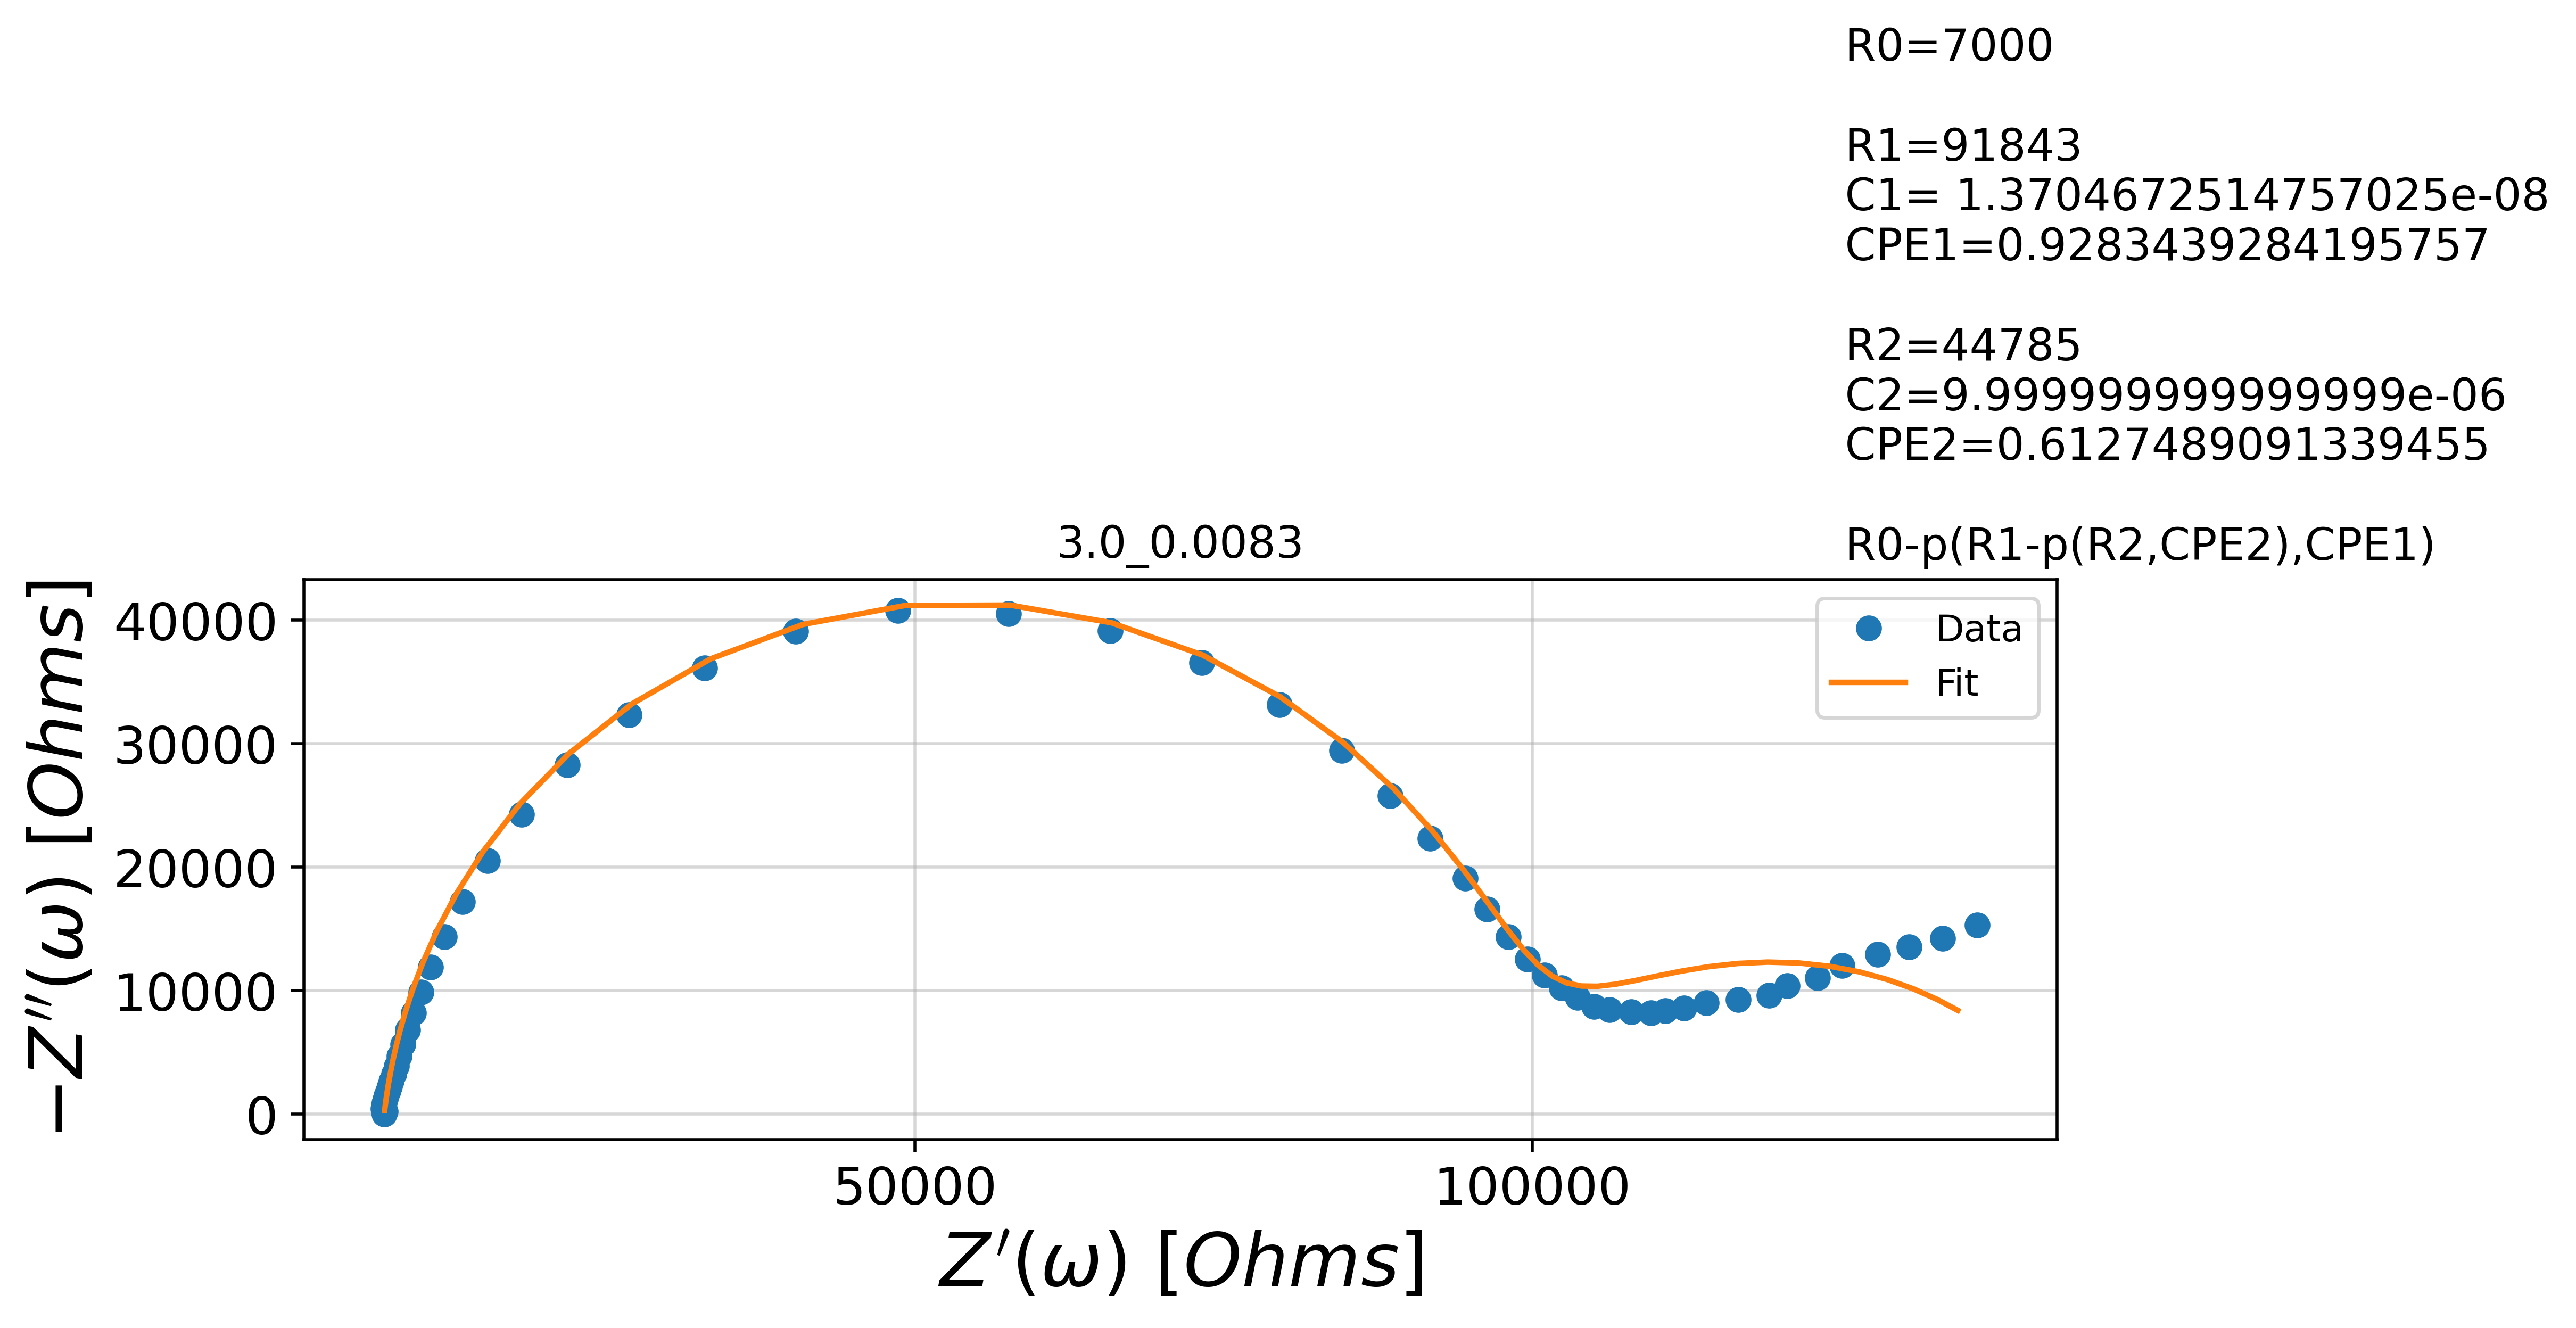 R0=7000
R1=91843
C1= 1.3704672514757025e-08
CPE1=0.9283439284195757
R2=44785
C2=9.999999999999999e-06
CPE2=0.6127489091339455
R0-p(R1-p(R2,CPE2),CPE1)
3.0_0.0083
−Z′′(ω) [Ohms]
40000
30000
20000
10000
0
Data
Fit
50000
100000
Z′(ω) [Ohms]